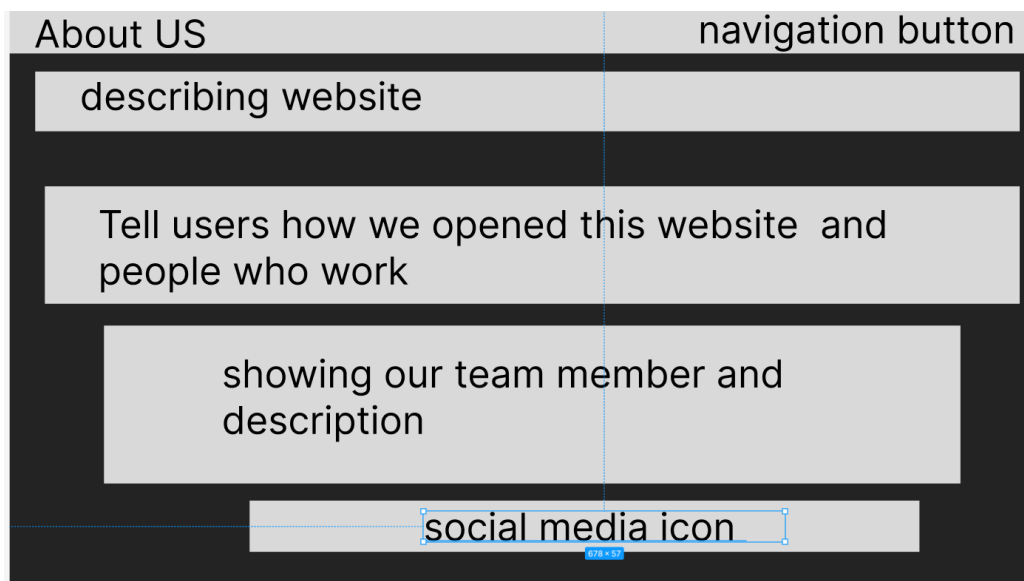 About US
navigation button
describing website
Tell users how we opened this website  and
people who work
showing our team member and
description
social media icon
678 × 57